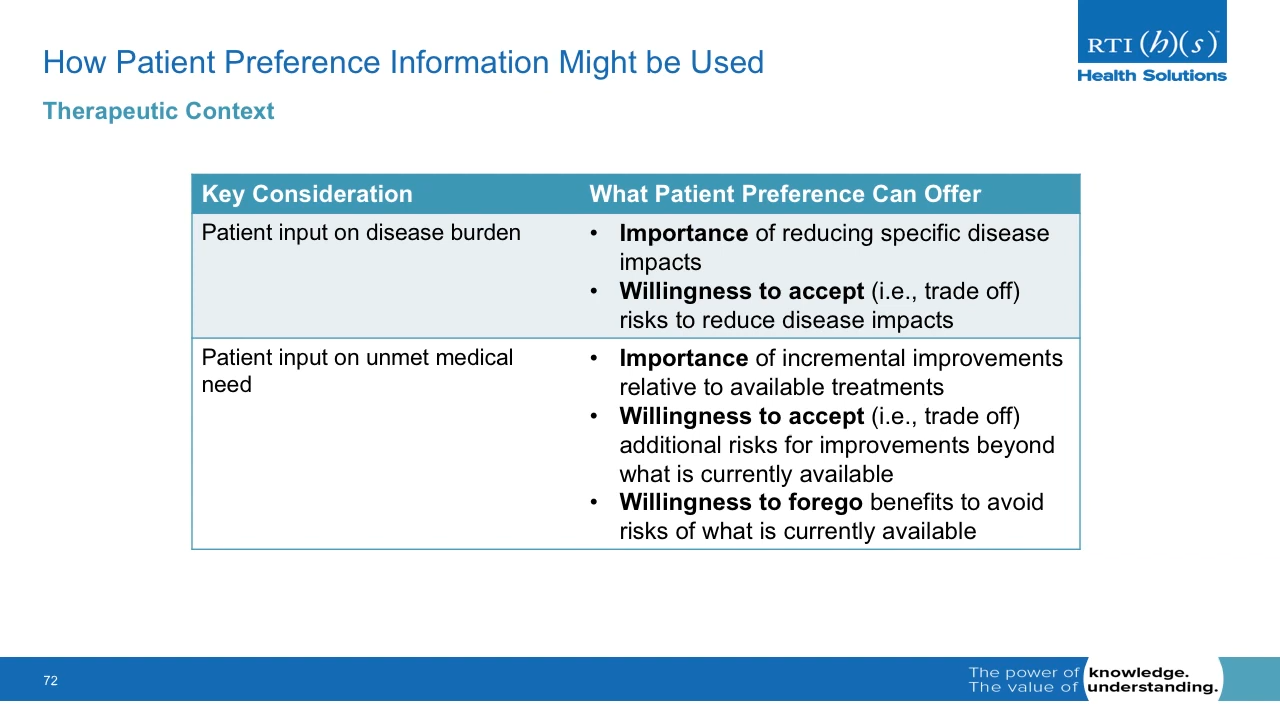 How Patient Preference Information Might be Used
RTI (h)(s)™
Health Solutions
Therapeutic Context
Key Consideration
What Patient Preference Can Offer
Patient input on disease burden
• Importance of reducing specific disease
impacts
• Willingness to accept (i.e., trade off)
risks to reduce disease impacts
Patient input on unmet medical
need
• Importance of incremental improvements
relative to available treatments
• Willingness to accept (i.e., trade off)
additional risks for improvements beyond
what is currently available
• Willingness to forego benefits to avoid
risks of what is currently available
72
The power of knowledge.
The value of understanding.